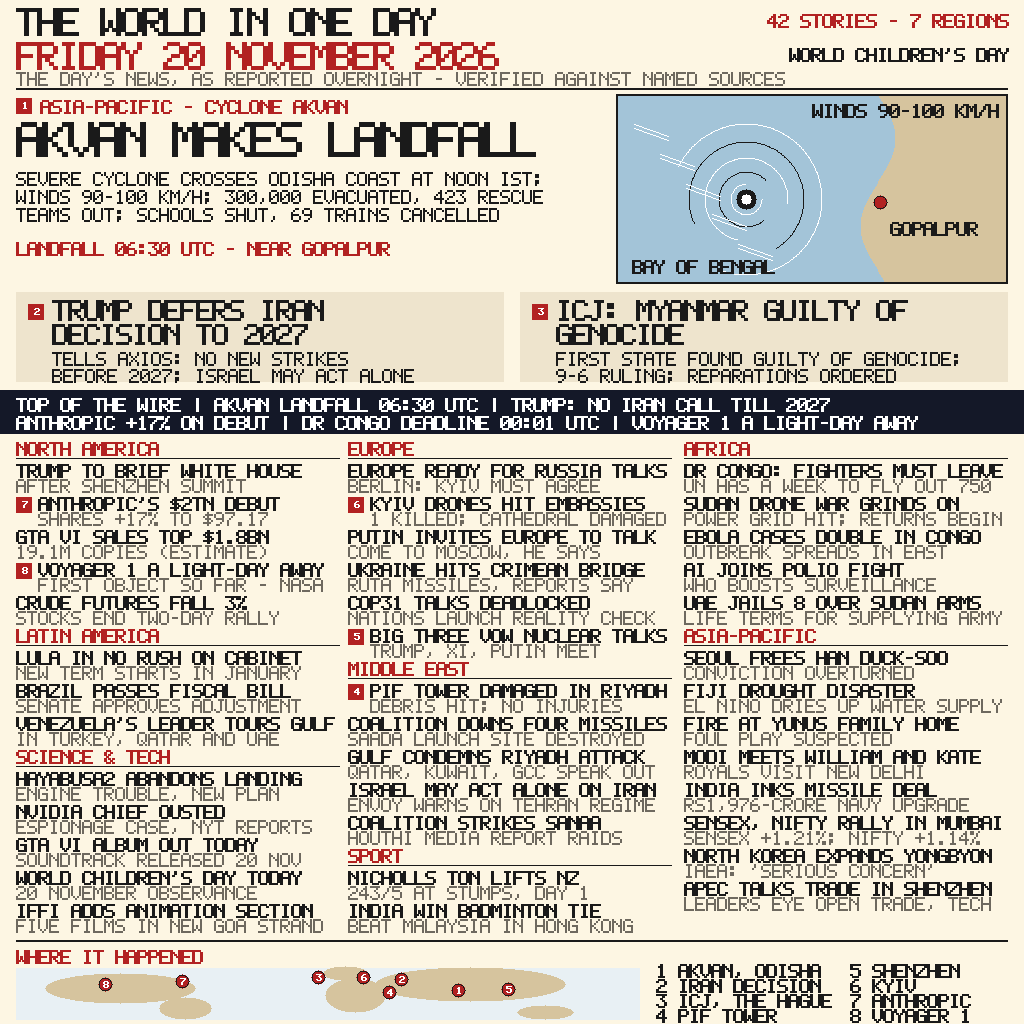 THE WORLD IN ONE DAY
42 STORIES - 7 REGIONS
FRIDAY 20 NOVEMBER 2026
WORLD CHILDREN'S DAY
THE DAY'S NEWS, AS REPORTED OVERNIGHT - VERIFIED AGAINST NAMED SOURCES
1 ASIA-PACIFIC - CYCLONE AKVAN
AKVAN MAKES LANDFALL
SEVERE CYCLONE CROSSES ODISHA COAST AT NOON IST;
WINDS 90-100 KM/H; 300,000 EVACUATED, 423 RESCUE
TEAMS OUT; SCHOOLS SHUT, 69 TRAINS CANCELLED
LANDFALL 06:30 UTC - NEAR GOPALPUR
WINDS 90-100 KM/H
GOPALPUR
BAY OF BENGAL
2 TRUMP DEFERS IRAN
DECISION TO 2027
TELLS AXIOS: NO NEW STRIKES
BEFORE 2027; ISRAEL MAY ACT ALONE
3 ICJ: MYANMAR GUILTY OF
GENOCIDE
FIRST STATE FOUND GUILTY OF GENOCIDE;
9-6 RULING; REPARATIONS ORDERED
TOP OF THE WIRE | AKVAN LANDFALL 06:30 UTC | TRUMP: NO IRAN CALL TILL 2027
ANTHROPIC +17% ON DEBUT | DR CONGO DEADLINE 00:01 UTC | VOYAGER 1 A LIGHT-DAY AWAY
NORTH AMERICA
TRUMP TO BRIEF WHITE HOUSE
AFTER SHENZHEN SUMMIT
7 ANTHROPIC'S $2TN DEBUT
SHARES +17% TO $97.17
GTA VI SALES TOP $1.8BN
19.1M COPIES (ESTIMATE)
8 VOYAGER 1 A LIGHT-DAY AWAY
FIRST OBJECT SO FAR - NASA
CRUDE FUTURES FALL 3%
STOCKS END TWO-DAY RALLY
LATIN AMERICA
LULA IN NO RUSH ON CABINET
NEW TERM STARTS IN JANUARY
BRAZIL PASSES FISCAL BILL
SENATE APPROVES ADJUSTMENT
VENEZUELA'S LEADER TOURS GULF
IN TURKEY, QATAR AND UAE
SCIENCE & TECH
HAYABUSA2 ABANDONS LANDING
ENGINE TROUBLE, NEW PLAN
NVIDIA CHIEF OUSTED
ESPIONAGE CASE, NYT REPORTS
GTA VI ALBUM OUT TODAY
SOUNDTRACK RELEASED 20 NOV
WORLD CHILDREN'S DAY TODAY
20 NOVEMBER OBSERVANCE
IFFI ADDS ANIMATION SECTION
FIVE FILMS IN NEW GOA STRAND
EUROPE
EUROPE READY FOR RUSSIA TALKS
BERLIN: KYIV MUST AGREE
6 KYIV DRONES HIT EMBASSIES
1 KILLED; CATHEDRAL DAMAGED
PUTIN INVITES EUROPE TO TALK
COME TO MOSCOW, HE SAYS
UKRAINE HITS CRIMEAN BRIDGE
RUTA MISSILES, REPORTS SAY
COP31 TALKS DEADLOCKED
NATIONS LAUNCH REALITY CHECK
5 BIG THREE VOW NUCLEAR TALKS
TRUMP, XI, PUTIN MEET
MIDDLE EAST
4 PIF TOWER DAMAGED IN RIYADH
DEBRIS HIT; NO INJURIES
COALITION DOWNS FOUR MISSILES
SAADA LAUNCH SITE DESTROYED
GULF CONDEMNS RIYADH ATTACK
QATAR, KUWAIT, GCC SPEAK OUT
ISRAEL MAY ACT ALONE ON IRAN
ENVOY WARNS ON TEHRAN REGIME
COALITION STRIKES SANAA
HOUTHI MEDIA REPORT RAIDS
SPORT
NICHOLLS TON LIFTS NZ
243/5 AT STUMPS, DAY 1
INDIA WIN BADMINTON TIE
BEAT MALAYSIA IN HONG KONG
AFRICA
DR CONGO: FIGHTERS MUST LEAVE
UN HAS A WEEK TO FLY OUT 750
SUDAN DRONE WAR GRINDS ON
POWER GRID HIT; RETURNS BEGIN
EBOLA CASES DOUBLE IN CONGO
OUTBREAK SPREADS IN EAST
AI JOINS POLIO FIGHT
WHO BOOSTS SURVEILLANCE
UAE JAILS 8 OVER SUDAN ARMS
LIFE TERMS FOR SUPPLYING ARMY
ASIA-PACIFIC
SEOUL FREES HAN DUCK-SOO
CONVICTION OVERTURNED
FIJI DROUGHT DISASTER
EL NINO DRIES UP WATER SUPPLY
FIRE AT YUNUS FAMILY HOME
FOUL PLAY SUSPECTED
MODI MEETS WILLIAM AND KATE
ROYALS VISIT NEW DELHI
INDIA INKS MISSILE DEAL
RS1,976-CRORE NAVY UPGRADE
SENSEX, NIFTY RALLY IN MUMBAI
SENSEX +1.21%; NIFTY +1.14%
NORTH KOREA EXPANDS YONGBYON
IAEA: 'SERIOUS CONCERN'
APEC TALKS TRADE IN SHENZHEN
LEADERS EYE OPEN TRADE, TECH
WHERE IT HAPPENED
8 7 3 6 2 4 1 5
1 AKVAN, ODISHA
2 IRAN DECISION
3 ICJ, THE HAGUE
4 PIF TOWER
5 SHENZHEN
6 KYIV
7 ANTHROPIC
8 VOYAGER 1